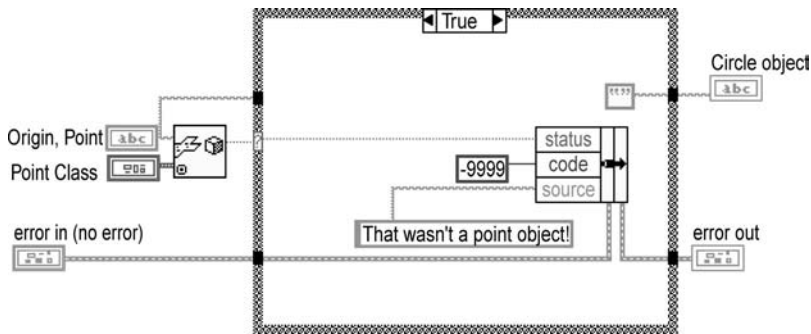 True
Circle object
abc
""
Origin, Point
abc
Point Class
status
code
source
-9999
That wasn't a point object!
error in (no error)
error out